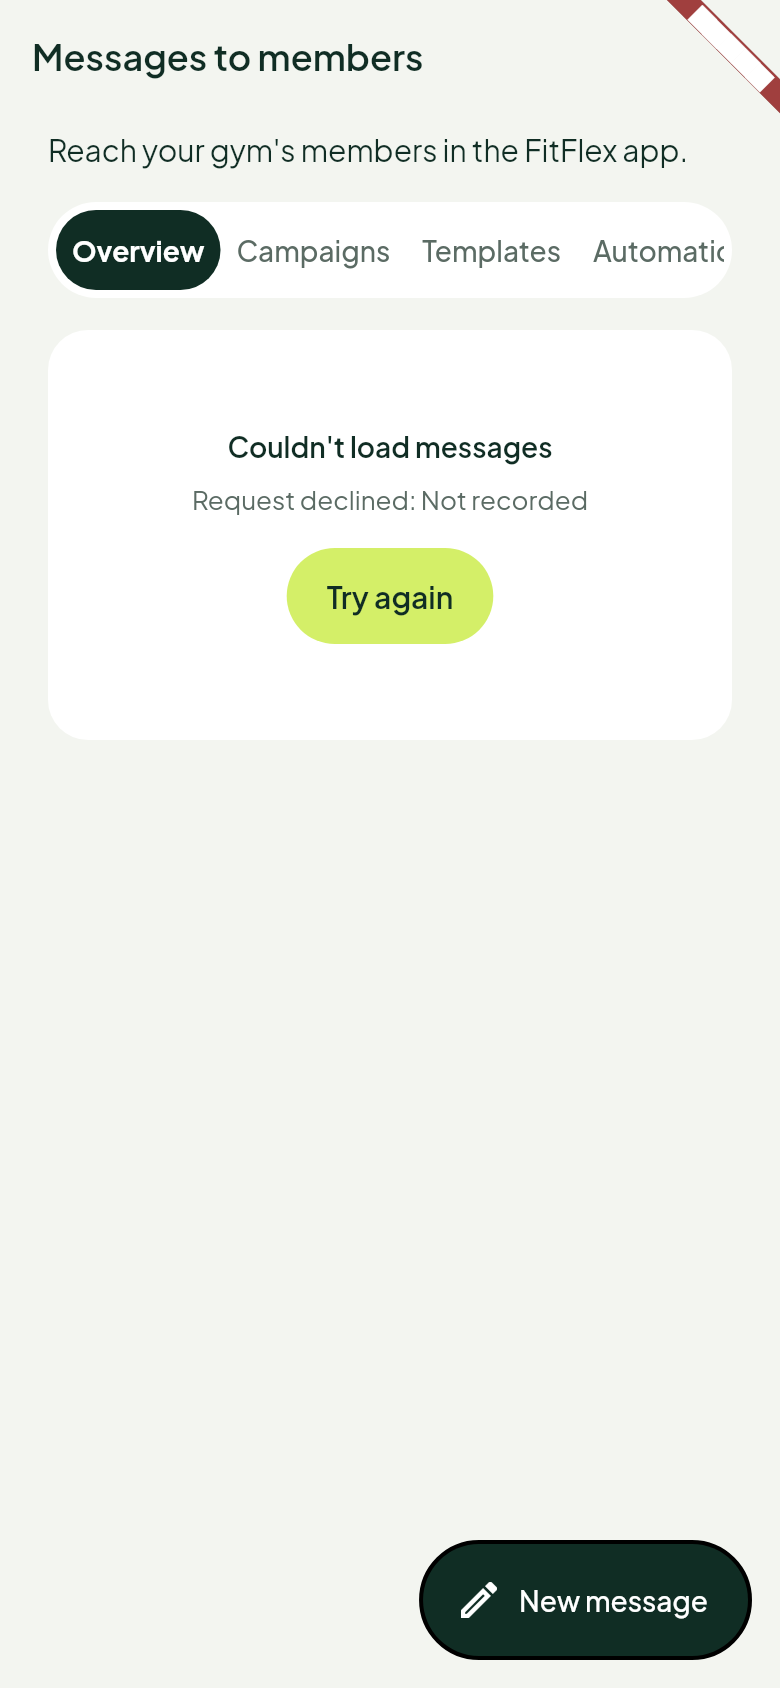 Messages to members
Reach your gym's members in the FitFlex app.
Overview Campaigns Templates Automatic
Couldn't load messages
Request declined: Not recorded
Try again
New message